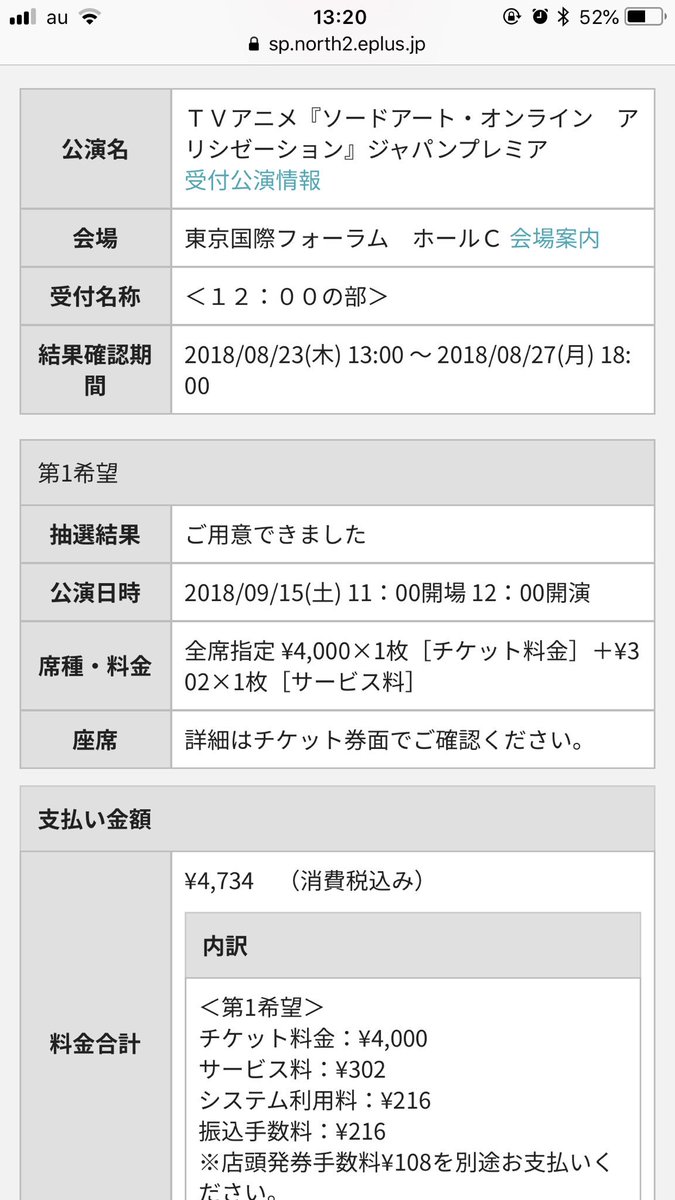 au 13:20 52%
sp.north2.eplus.jp
公演名
ＴＶアニメ『ソードアート・オンライン　ア
リシゼーション』ジャパンプレミア
受付公演情報
会場
東京国際フォーラム　ホールＣ 会場案内
受付名称
＜１２：００の部＞
結果確認期
間
2018/08/23(木) 13:00 〜 2018/08/27(月) 18:
00
第1希望
抽選結果
ご用意できました
公演日時
2018/09/15(土) 11：00開場 12：00開演
席種・料金
全席指定 ¥4,000×1枚［チケット料金］＋¥3
02×1枚［サービス料］
座席
詳細はチケット券面でご確認ください。
支払い金額
料金合計
¥4,734　（消費税込み）
内訳
＜第1希望＞
チケット料金：¥4,000
サービス料：¥302
システム利用料：¥216
振込手数料：¥216
※店頭発券手数料¥108を別途お支払いく
ださい。